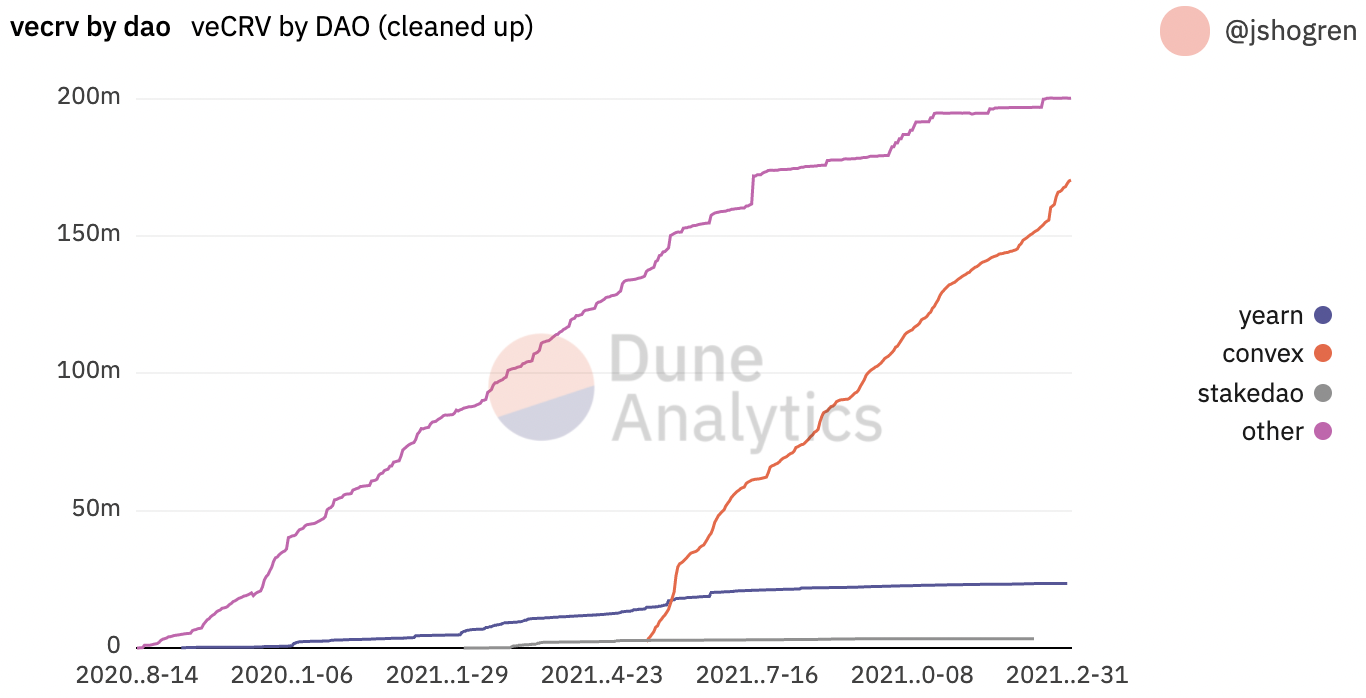 vecrv by dao veCRV by DAO (cleaned up)
@jshogren
200m
150m
100m
50m
0
2020..8-14 2020..1-06 2021..1-29 2021..4-23 2021..7-16 2021..0-08 2021..2-31
Dune
Analytics
yearn
convex
stakedao
other